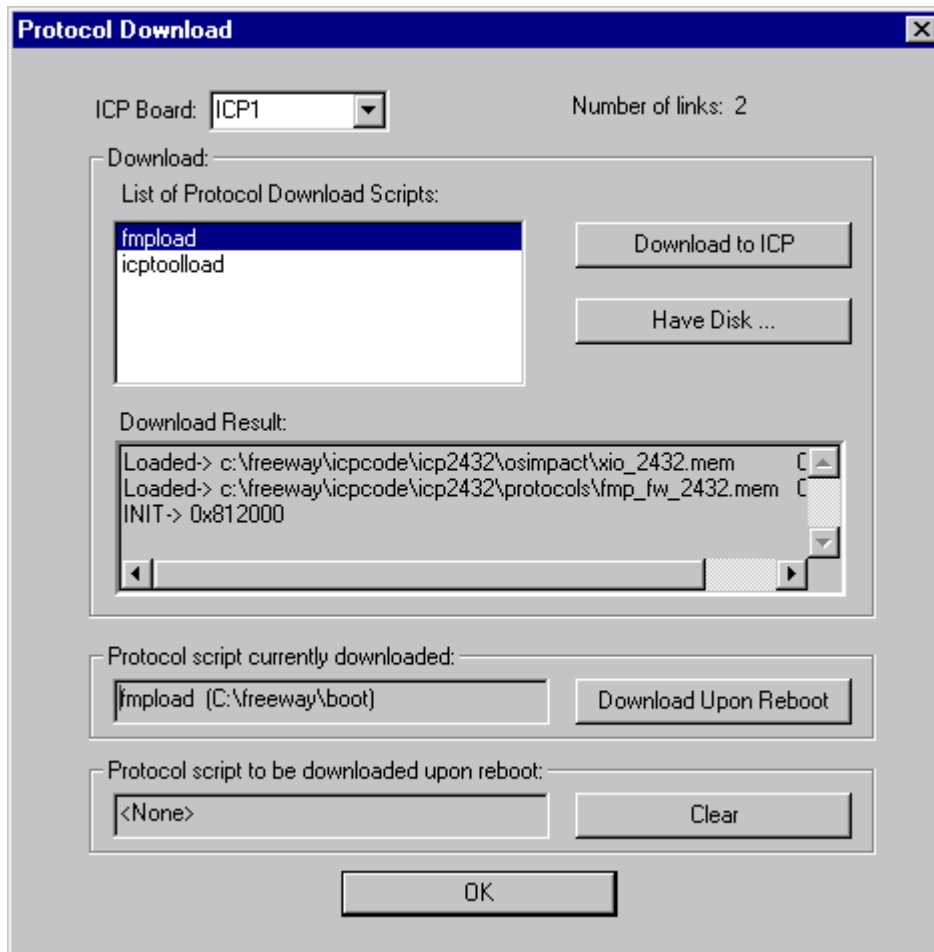 Protocol Download
ICP Board: ICP1
Number of links: 2
Download:
List of Protocol Download Scripts:
fmpload
icptoolload
Download to ICP
Have Disk ...
Download Result:
Loaded-> c:\freeway\icpcode\icp2432\osimpact\xio_2432.mem
Loaded-> c:\freeway\icpcode\icp2432\protocols\fmp_fw_2432.mem
INIT-> 0x812000
Protocol script currently downloaded:
fmpload (C:\freeway\boot)
Download Upon Reboot
Protocol script to be downloaded upon reboot:
<None>
Clear
OK